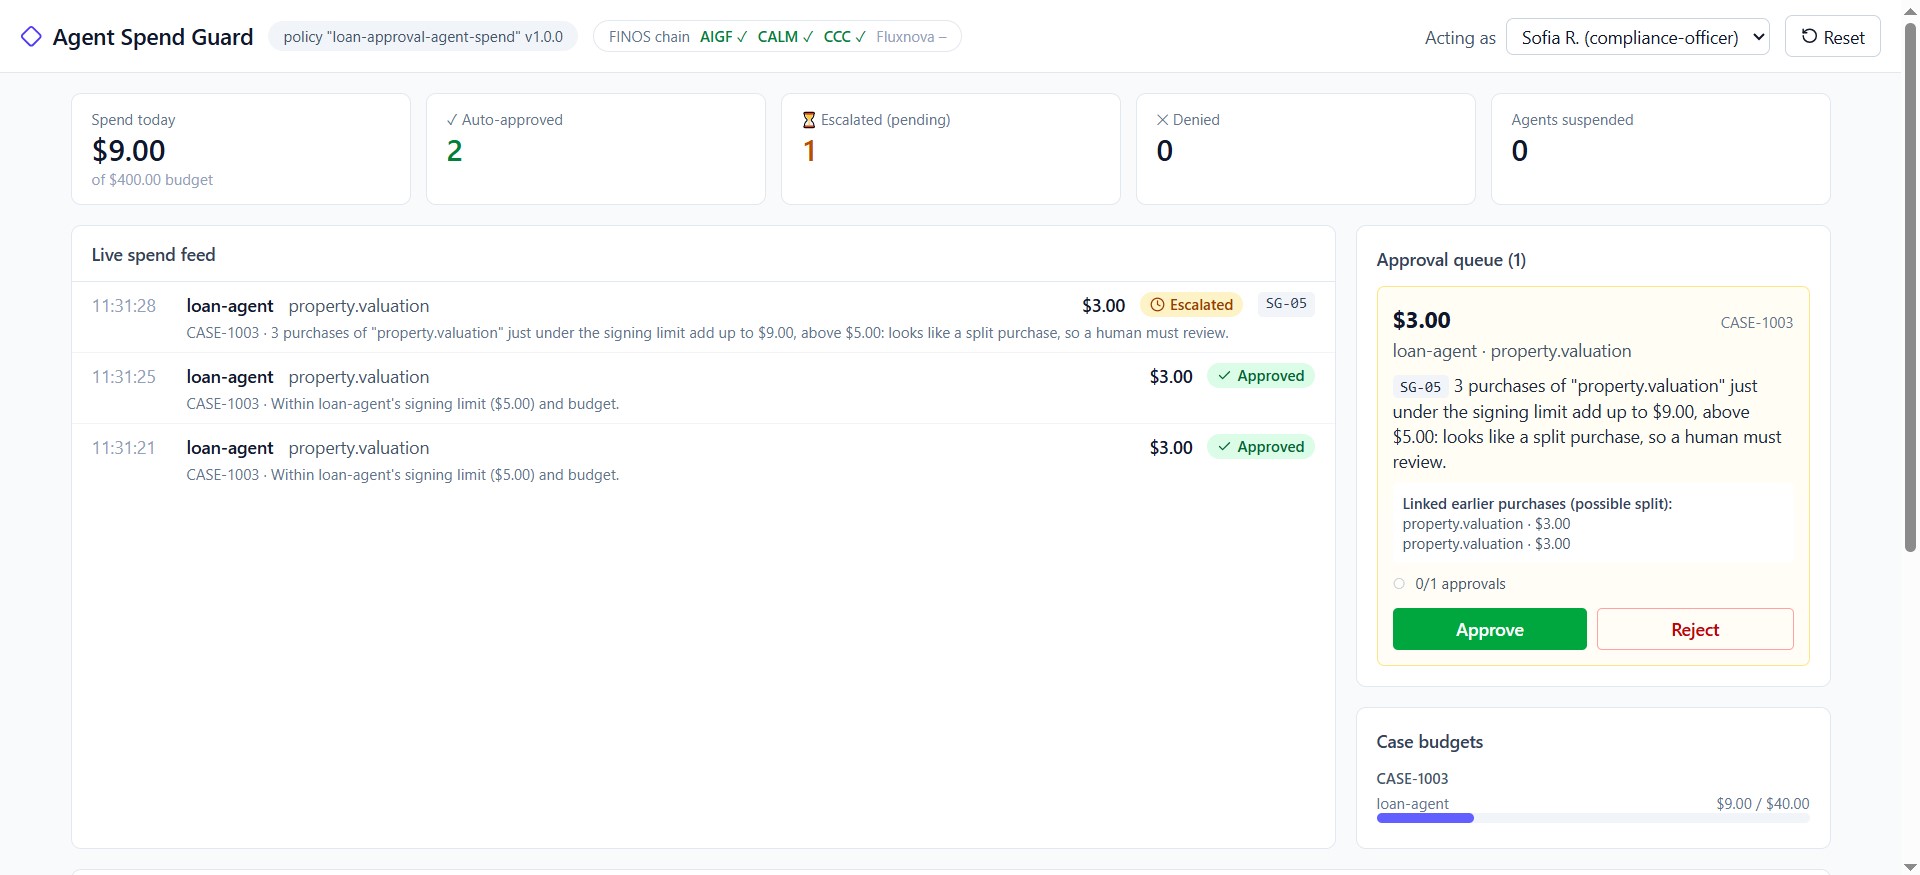 Agent Spend Guard
policy "loan-approval-agent-spend" v1.0.0
FINOS chain AIGF ✓ CALM ✓ CCC ✓ Fluxnova –
Acting as
Sofia R. (compliance-officer)
Reset
Spend today
$9.00
of $400.00 budget
✓ Auto-approved
2
⏳ Escalated (pending)
1
✕ Denied
0
Agents suspended
0
Live spend feed
11:31:28 loan-agent property.valuation $3.00 Escalated SG-05
CASE-1003 · 3 purchases of "property.valuation" just under the signing limit add up to $9.00, above $5.00: looks like a split purchase, so a human must review.
11:31:25 loan-agent property.valuation $3.00 ✓ Approved
CASE-1003 · Within loan-agent's signing limit ($5.00) and budget.
11:31:21 loan-agent property.valuation $3.00 ✓ Approved
CASE-1003 · Within loan-agent's signing limit ($5.00) and budget.
Approval queue (1)
$3.00 CASE-1003
loan-agent · property.valuation
SG-05 3 purchases of "property.valuation" just
under the signing limit add up to $9.00, above
$5.00: looks like a split purchase, so a human must
review.
Linked earlier purchases (possible split):
property.valuation · $3.00
property.valuation · $3.00
0/1 approvals
Approve
Reject
Case budgets
CASE-1003
loan-agent $9.00 / $40.00